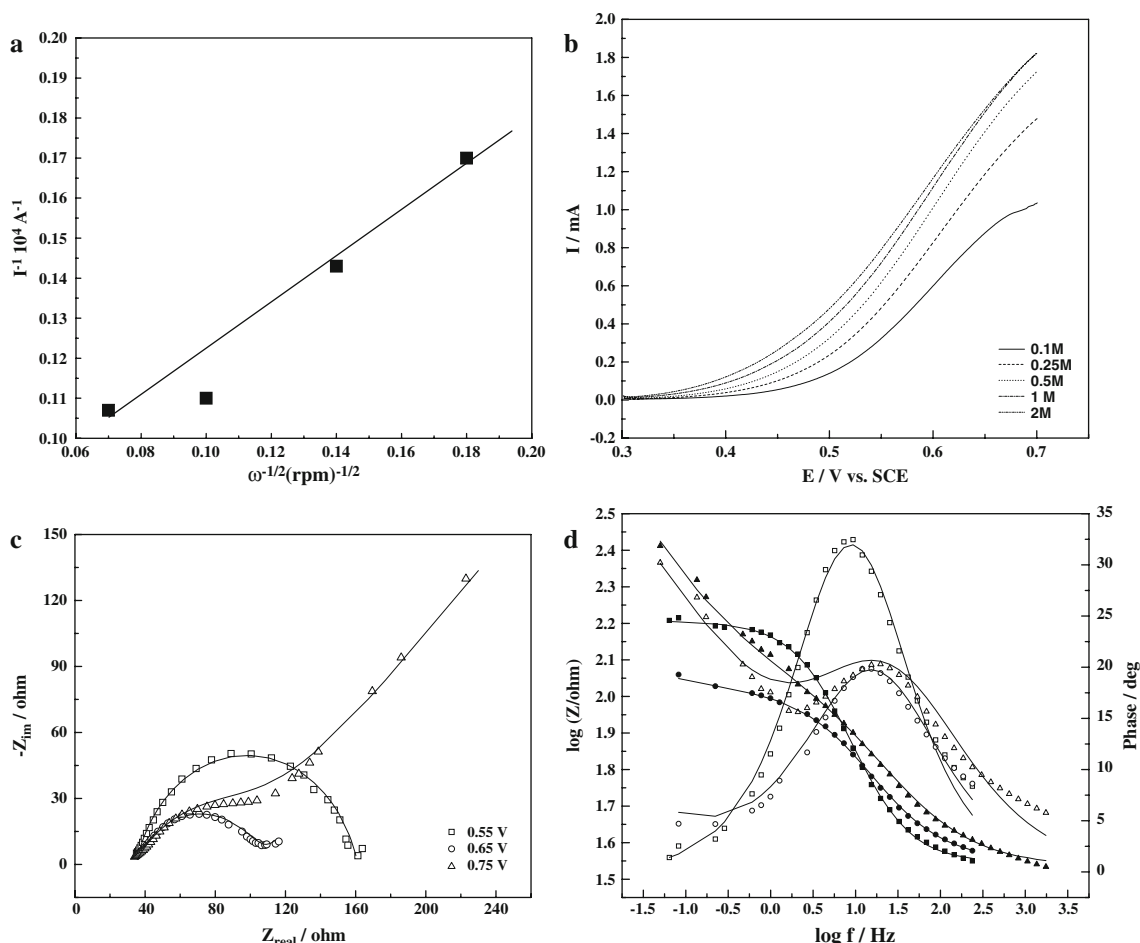 a
0.20
0.19
0.18
0.17
0.16
0.15
0.14
0.13
0.12
0.11
0.10
I⁻¹ 10⁴ A⁻¹
0.06 0.08 0.10 0.12 0.14 0.16 0.18 0.20
ω⁻¹/²(rpm)⁻¹/²
b
2.0
1.8
1.6
1.4
1.2
1.0
0.8
0.6
0.4
0.2
0.0
-0.2
I / mA
0.1M
0.25M
0.5M
1 M
2M
0.3 0.4 0.5 0.6 0.7
E / V vs. SCE
c
150
120
90
60
30
0
-Z_im / ohm
0.55 V
0.65 V
0.75 V
0 40 80 120 160 200 240
Z_real / ohm
d
2.5
2.4
2.3
2.2
2.1
2.0
1.9
1.8
1.7
1.6
1.5
log (Z/ohm)
35
30
25
20
15
10
5
0
Phase / deg
-1.5 -1.0 -0.5 0.0 0.5 1.0 1.5 2.0 2.5 3.0 3.5
log f / Hz